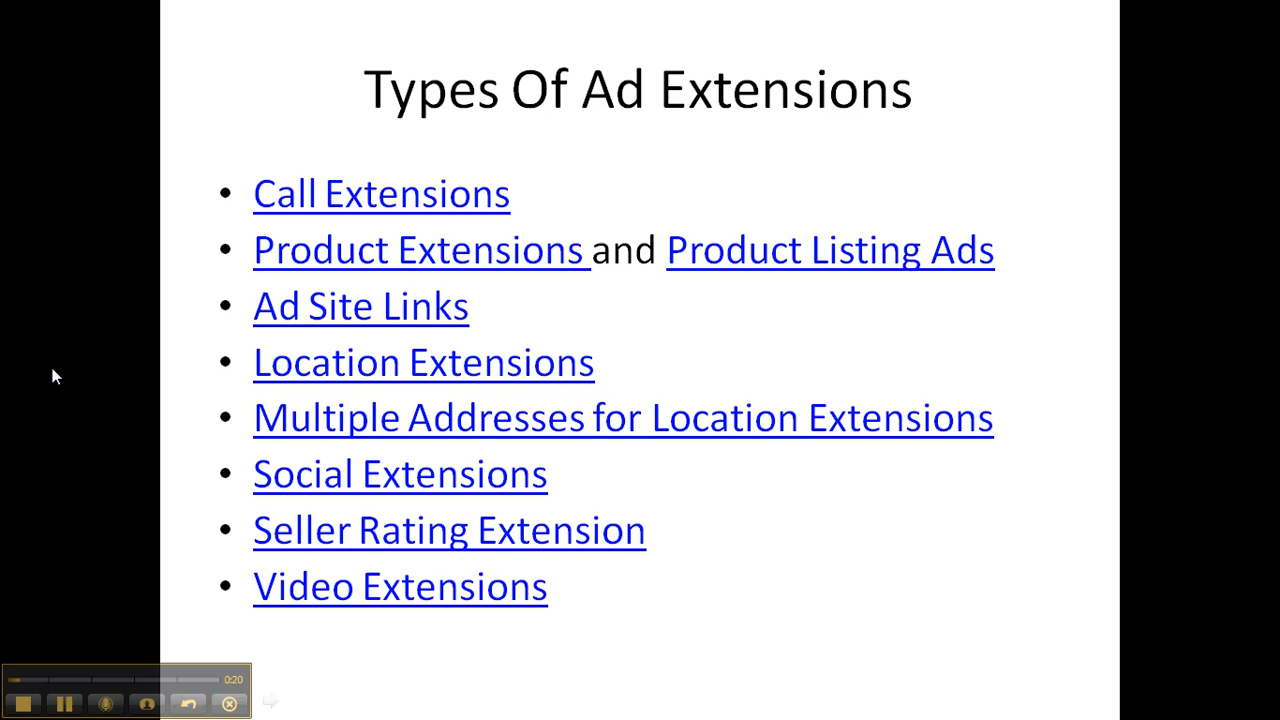 Types Of Ad Extensions
• Call Extensions
• Product Extensions and Product Listing Ads
• Ad Site Links
• Location Extensions
• Multiple Addresses for Location Extensions
• Social Extensions
• Seller Rating Extension
• Video Extensions
0:20